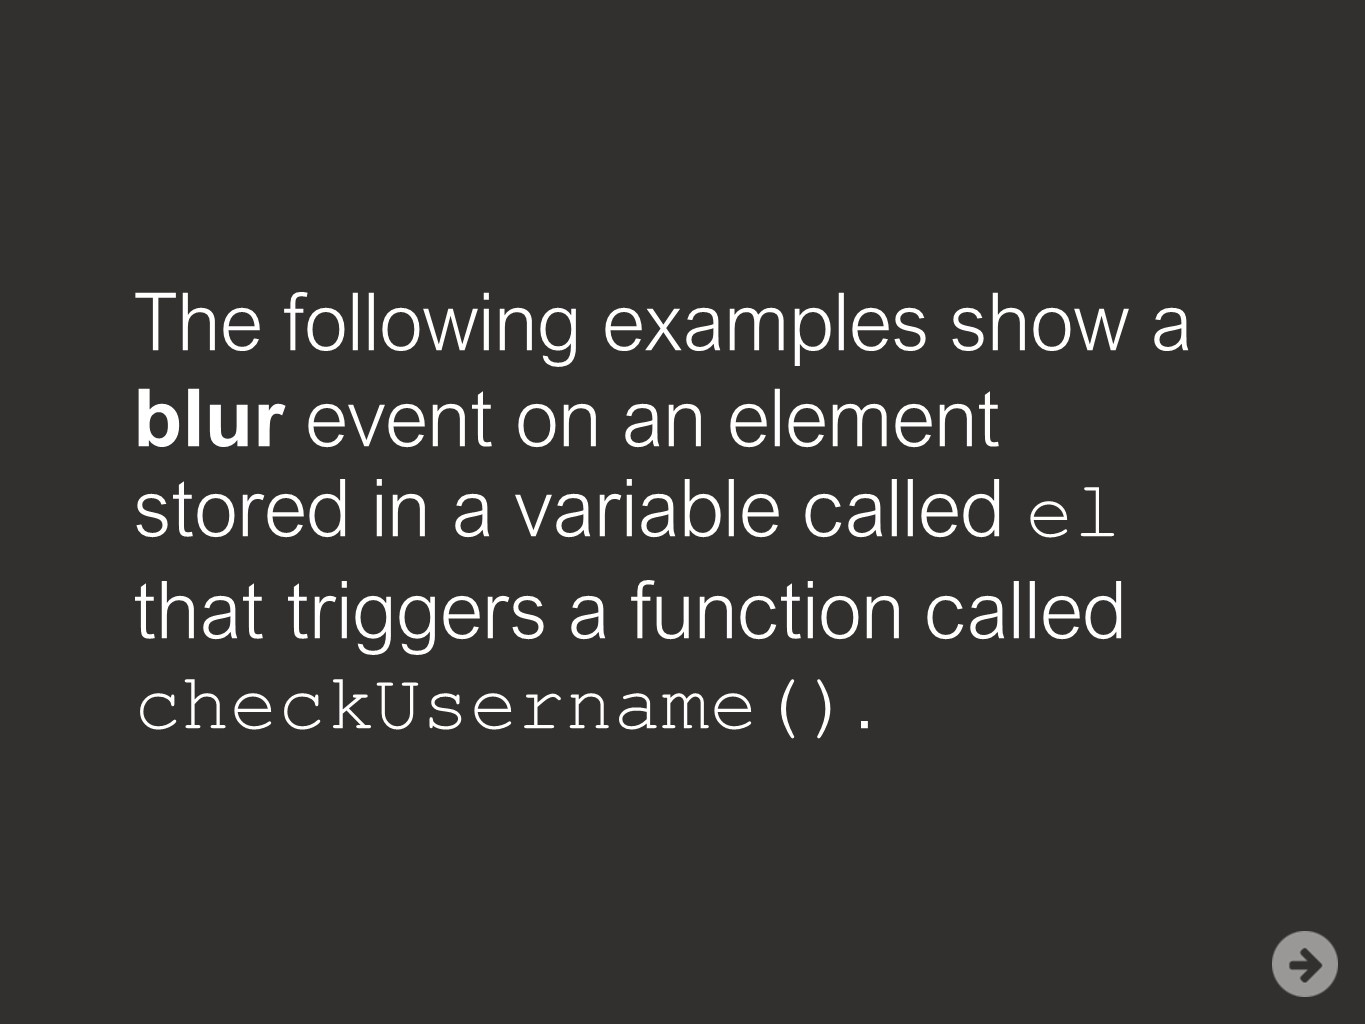 The following examples show a
blur event on an element
stored in a variable called el
that triggers a function called
checkUsername().